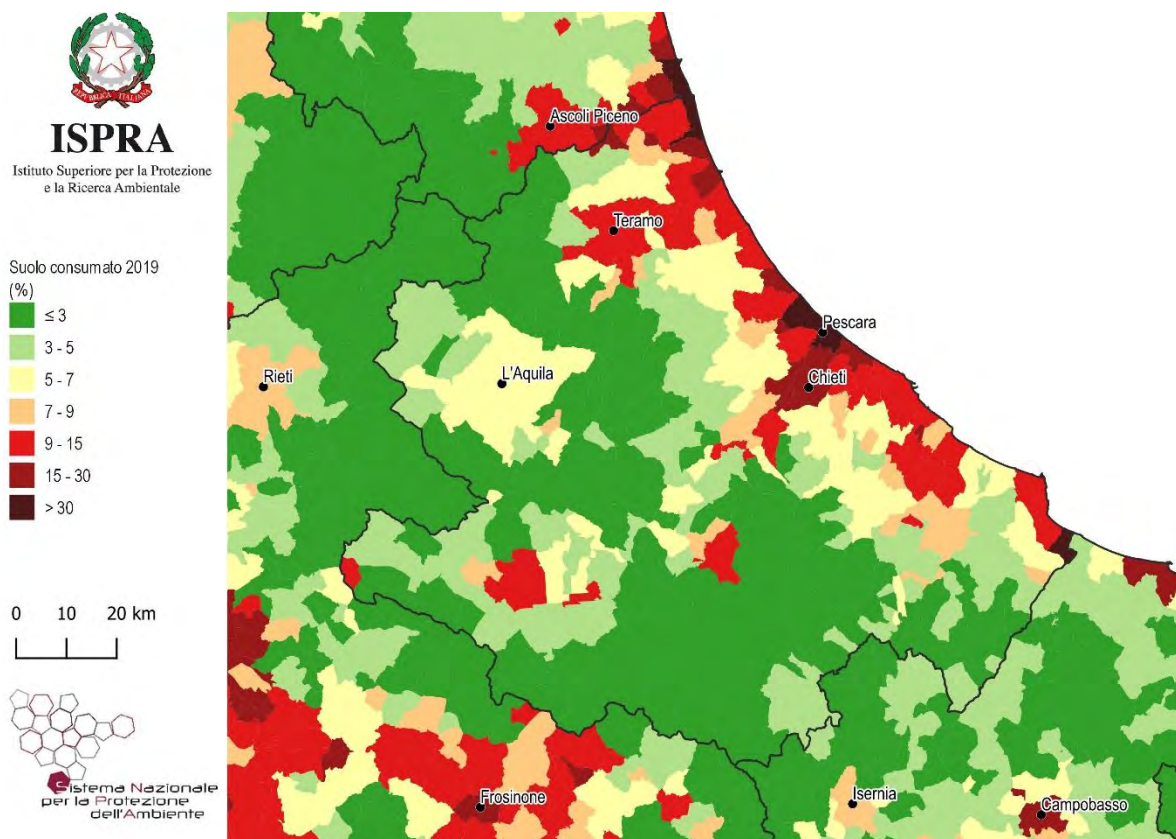 REPVBBLICA ITALIANA
ISPRA
Istituto Superiore per la Protezione
e la Ricerca Ambientale
Suolo consumato 2019
(%)
≤ 3
3 - 5
5 - 7
7 - 9
9 - 15
15 - 30
> 30
0 10 20 km
Sistema Nazionale
per la Protezione
dell'Ambiente
Ascoli Piceno
Teramo
Pescara
Chieti
L'Aquila
Rieti
Frosinone
Isernia
Campobasso